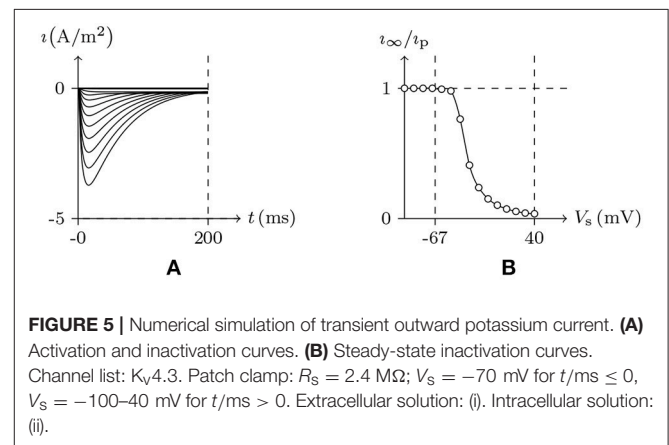 ı(A/m²)
0
-5
-0
200
t (ms)
A
ı∞/ıp
1
0
-67
40
Vs (mV)
B
FIGURE 5 | Numerical simulation of transient outward potassium current. (A)
Activation and inactivation curves. (B) Steady-state inactivation curves.
Channel list: Kv4.3. Patch clamp: RS = 2.4 MΩ; VS = −70 mV for t/ms ≤ 0,
VS = −100–40 mV for t/ms > 0. Extracellular solution: (i). Intracellular solution:
(ii).